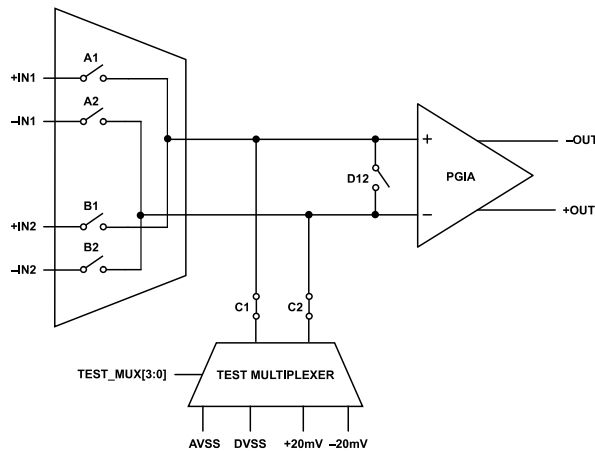 A1
+IN1
A2
–IN1
+
–OUT
D12
PGIA
B1
+IN2
–
+OUT
B2
–IN2
C1
C2
TEST_MUX[3:0]
TEST MULTIPLEXER
AVSS DVSS +20mV –20mV